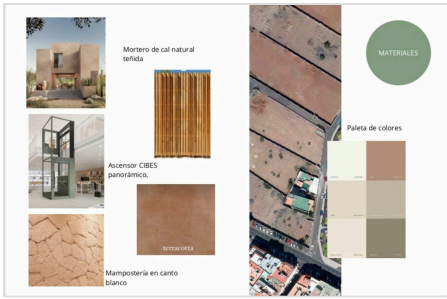 Mortero de cal natural
teñida
MATERIALES
Paleta de colores
Ascensor CIBES
panorámico,
terracotta
Mampostería en canto
blanco